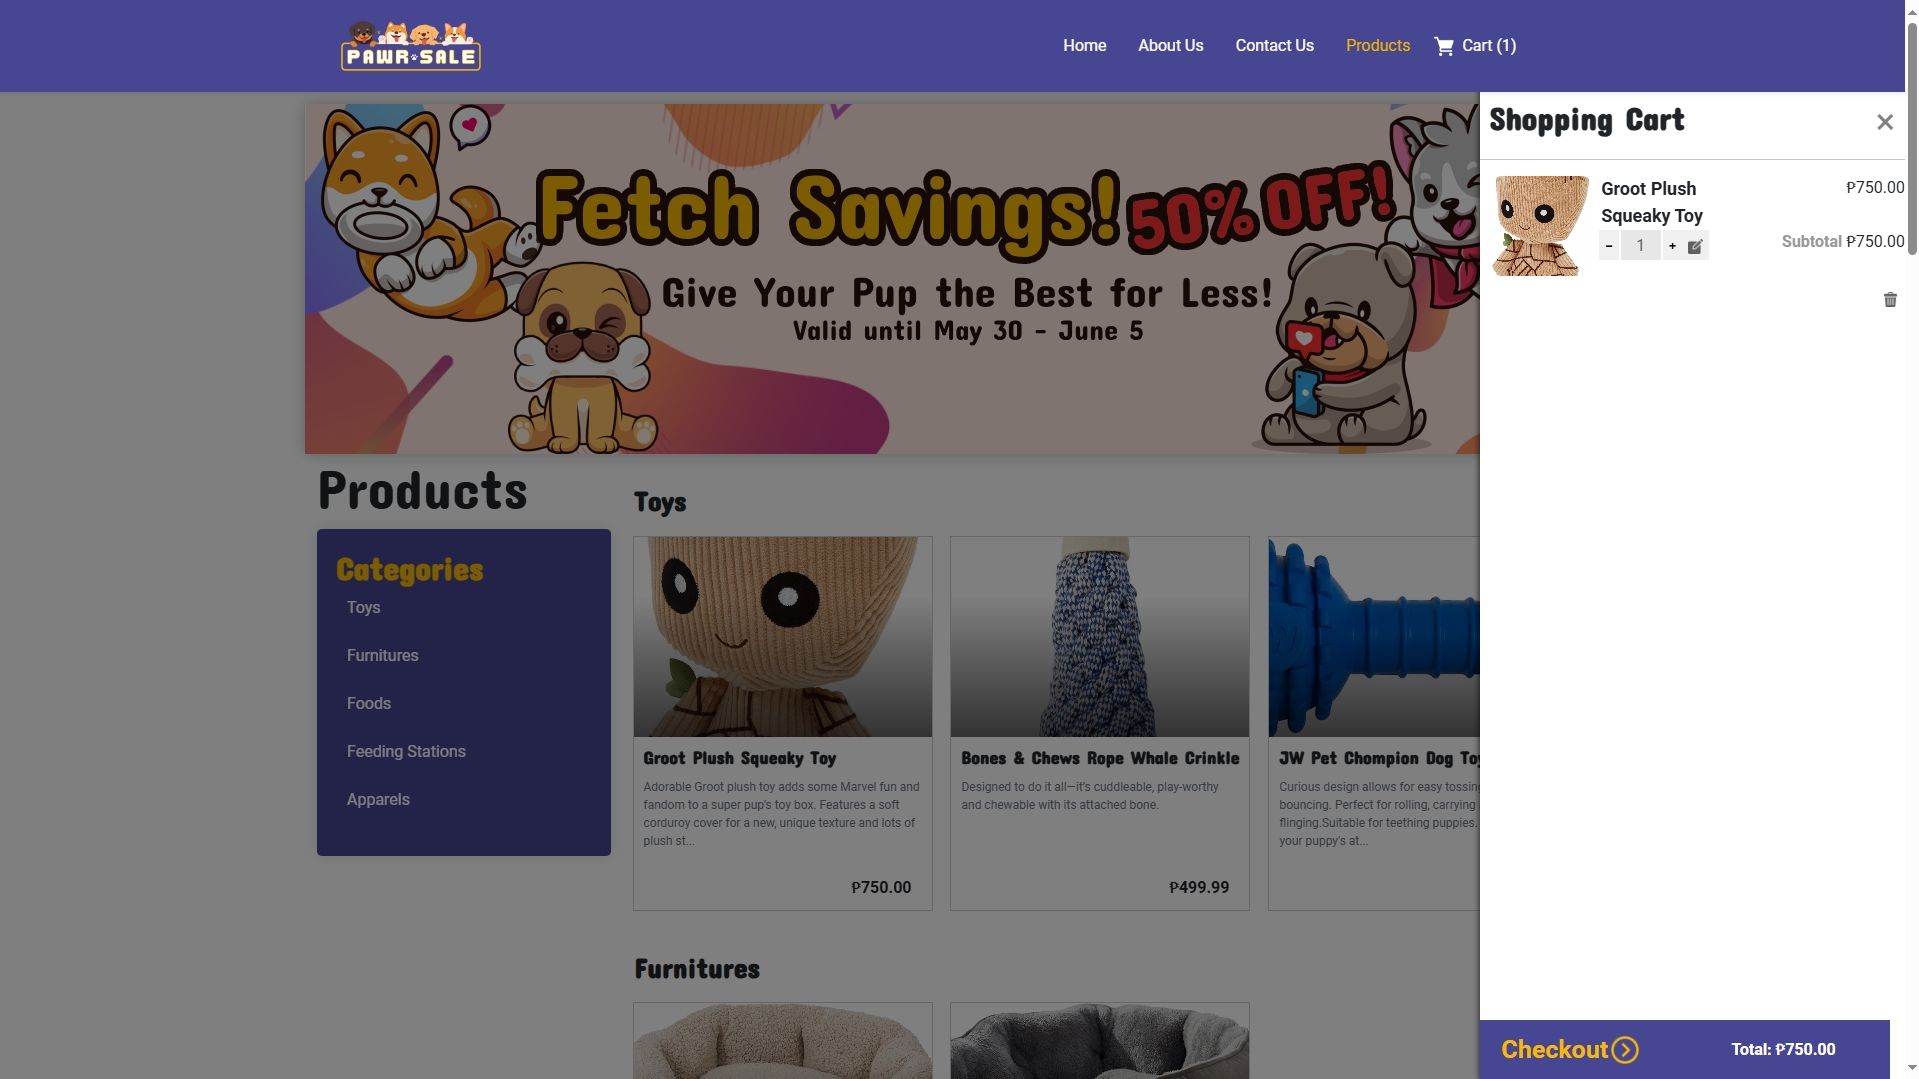 PAWR SALE
Home
About Us
Contact Us
Products
Cart (1)
Shopping Cart
×
Groot Plush
Squeaky Toy
₱750.00
- 1 +
Subtotal ₱750.00
Fetch Savings! 50% OFF!
Give Your Pup the Best for Less!
Valid until May 30 - June 5
Products
Categories
Toys
Furnitures
Foods
Feeding Stations
Apparels
Toys
Groot Plush Squeaky Toy
Adorable Groot plush toy adds some Marvel fun and
fandom to a super pup's toy box. Features a soft
corduroy cover for a new, unique texture and lots of
plush st...
₱750.00
Bones & Chews Rope Whale Crinkle
Designed to do it all—it's cuddleable, play-worthy
and chewable with its attached bone.
₱499.99
JW Pet Chompion Dog Toy
Curious design allows for easy tossin
bouncing. Perfect for rolling, carrying
flinging.Suitable for teething puppies.
your puppy's at...
Furnitures
Checkout
Total: ₱750.00